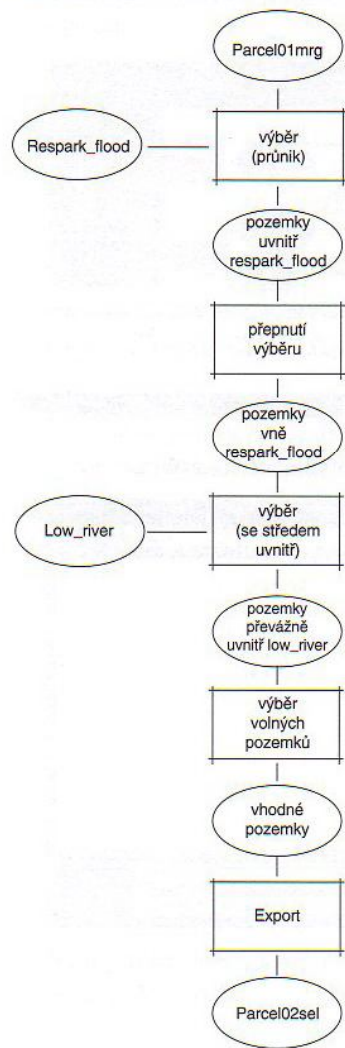 Parcel01mrg
Respark_flood
výběr
(průnik)
pozemky
uvnitř
respark_flood
přepnutí
výběru
pozemky
vně
respark_flood
Low_river
výběr
(se středem
uvnitř)
pozemky
převážně
uvnitř low_river
výběr
volných
pozemků
vhodné
pozemky
Export
Parcel02sel